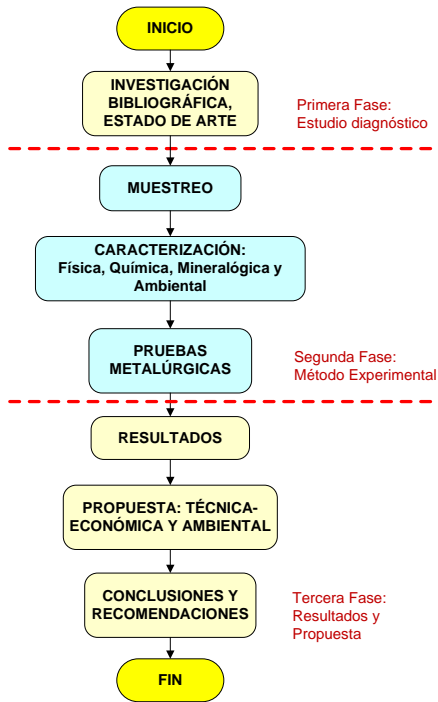 INICIO
INVESTIGACIÓN
BIBLIOGRÁFICA,
ESTADO DE ARTE
Primera Fase:
Estudio diagnóstico
MUESTREO
CARACTERIZACIÓN:
Física, Química, Mineralógica y
Ambiental
PRUEBAS
METALÚRGICAS
Segunda Fase:
Método Experimental
RESULTADOS
PROPUESTA: TÉCNICA-
ECONÓMICA Y AMBIENTAL
CONCLUSIONES Y
RECOMENDACIONES
Tercera Fase:
Resultados y
Propuesta
FIN